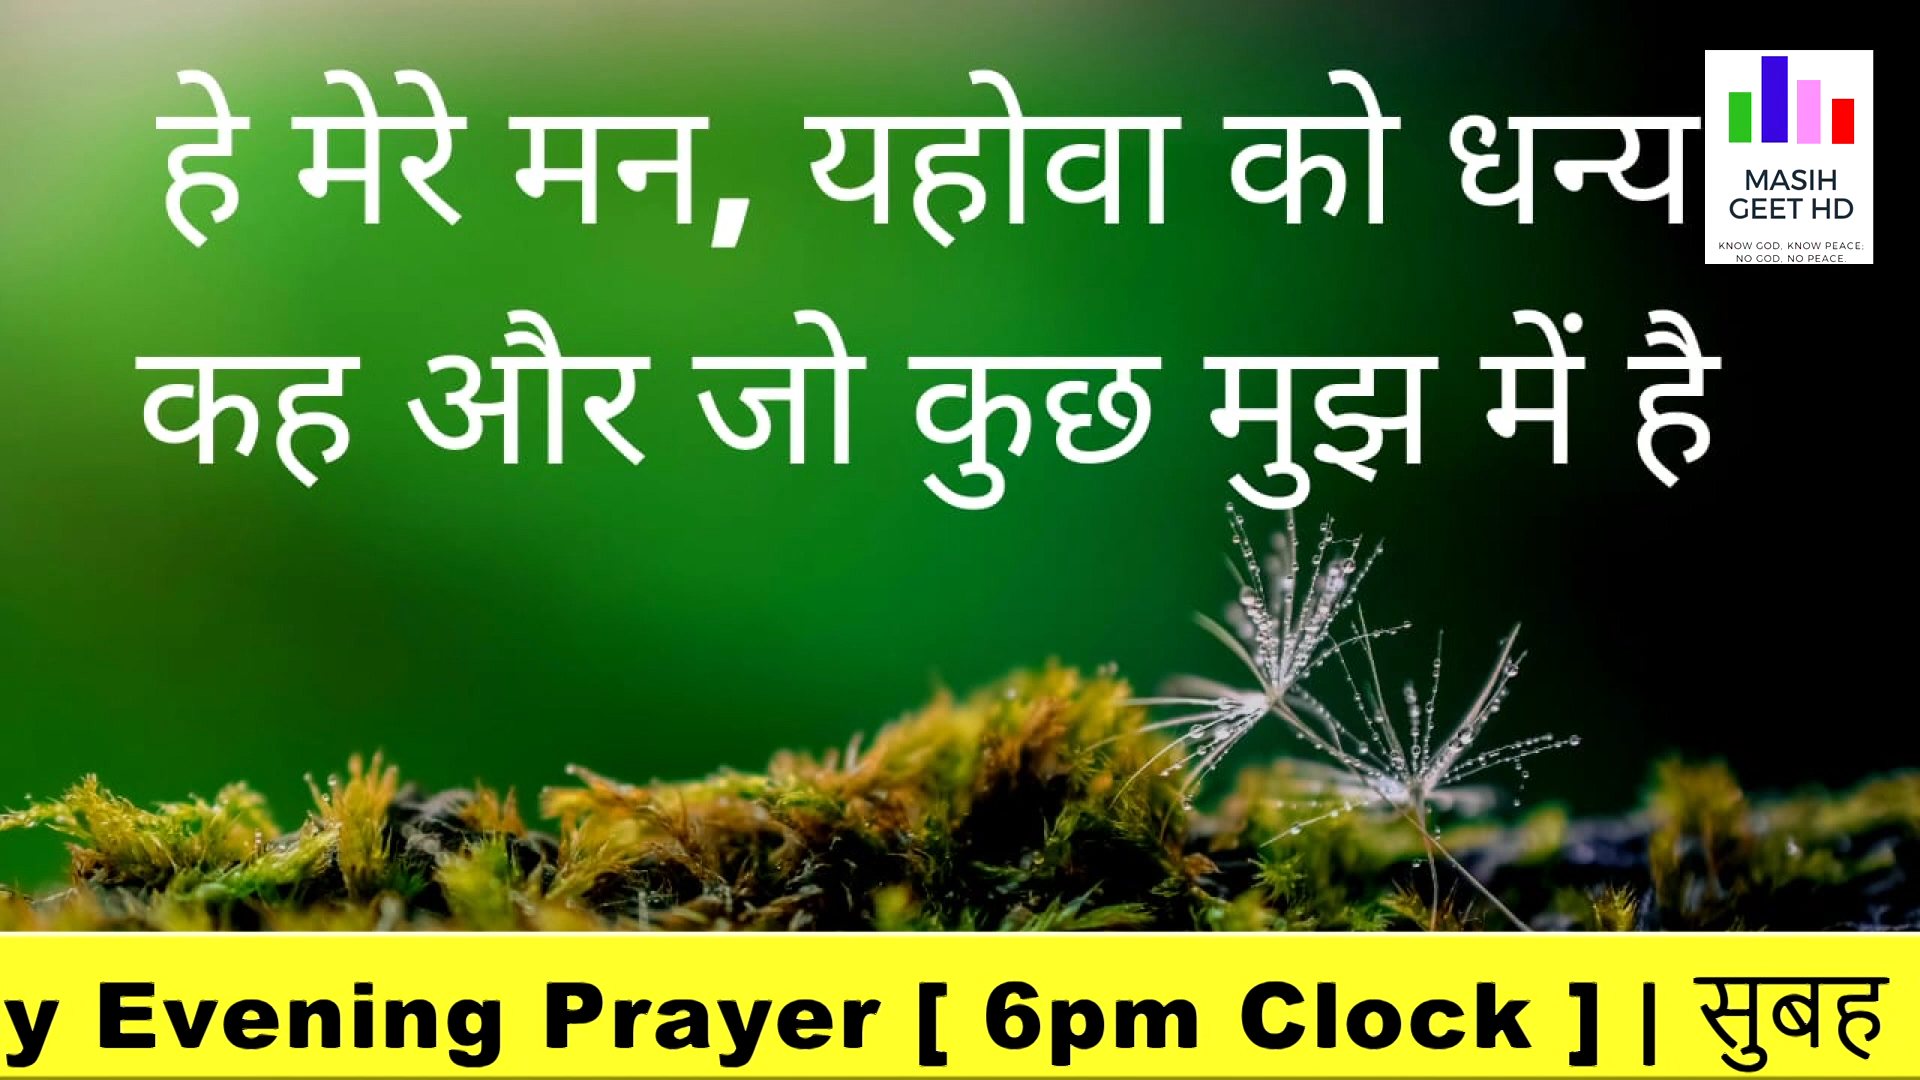 हे मेरे मन, यहोवा को धन्य
कह और जो कुछ मुझ में है
MASIH
GEET HD
KNOW GOD, KNOW PEACE;
NO GOD, NO PEACE.
y Evening Prayer [ 6pm Clock ] | सुबह